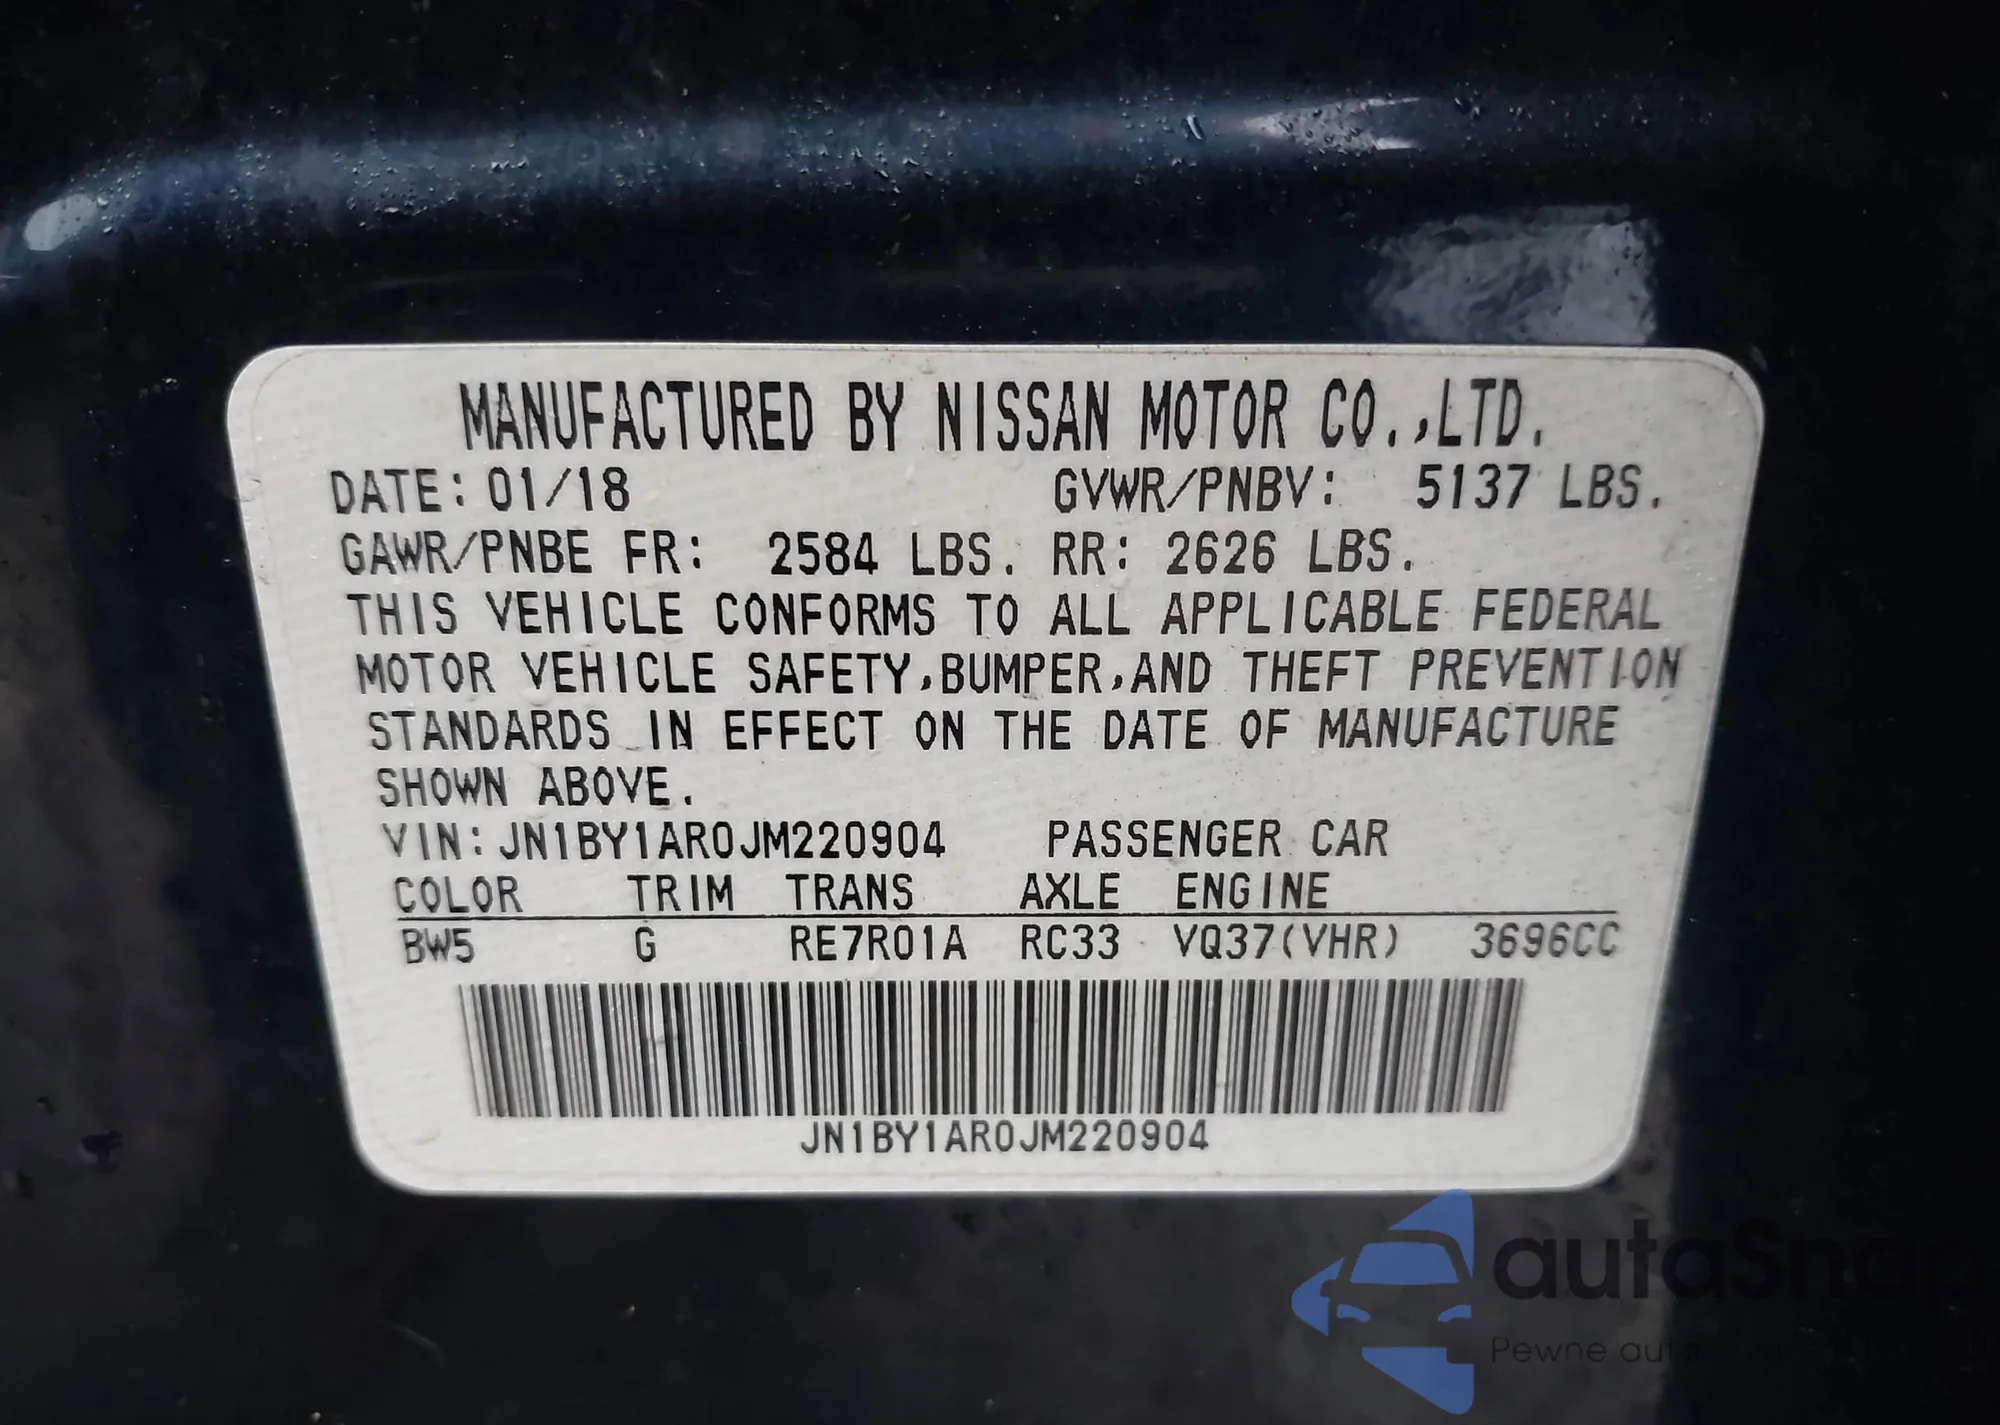 MANUFACTURED BY NISSAN MOTOR CO.,LTD.
DATE: 01/18 GVWR/PNBV: 5137 LBS.
GAWR/PNBE FR: 2584 LBS. RR: 2626 LBS.
THIS VEHICLE CONFORMS TO ALL APPLICABLE FEDERAL
MOTOR VEHICLE SAFETY,BUMPER,AND THEFT PREVENTION
STANDARDS IN EFFECT ON THE DATE OF MANUFACTURE
SHOWN ABOVE.
VIN: JN1BY1AR0JM220904 PASSENGER CAR
COLOR TRIM TRANS AXLE ENGINE
BW5 G RE7R01A RC33 VQ37(VHR) 3696CC
JN1BY1AR0JM220904
autaSnap
Pewne